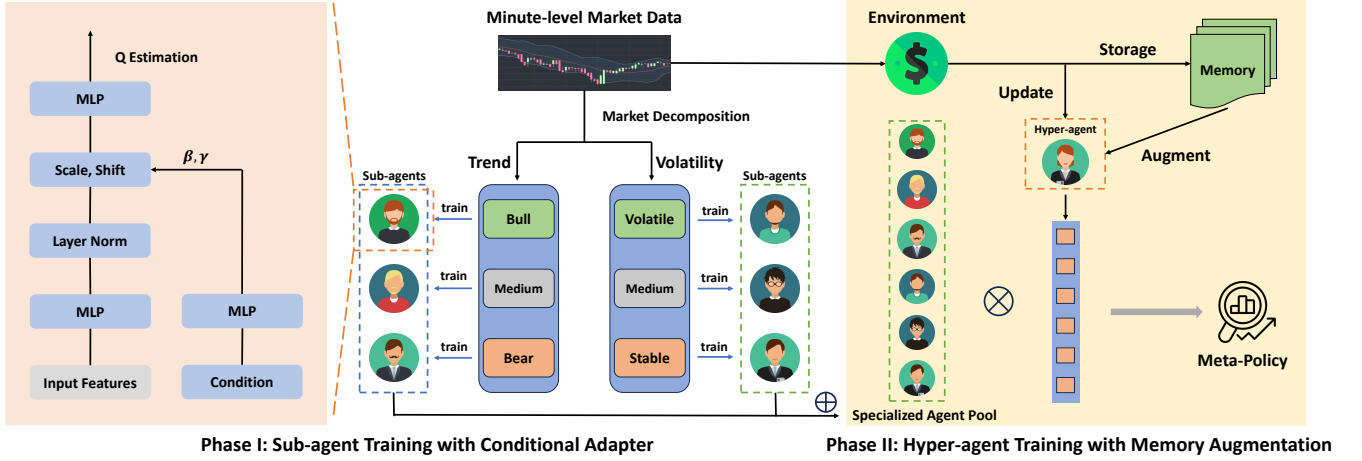 Q Estimation
MLP
Scale, Shift
β, γ
Layer Norm
MLP
MLP
Input Features
Condition
Minute-level Market Data
Market Decomposition
Trend
Volatility
Sub-agents
Sub-agents
train
Bull
Volatile
train
train
Medium
Medium
train
train
Bear
Stable
train
Phase I: Sub-agent Training with Conditional Adapter
Environment
$
Storage
Memory
Update
Hyper-agent
Augment
Meta-Policy
Specialized Agent Pool
Phase II: Hyper-agent Training with Memory Augmentation